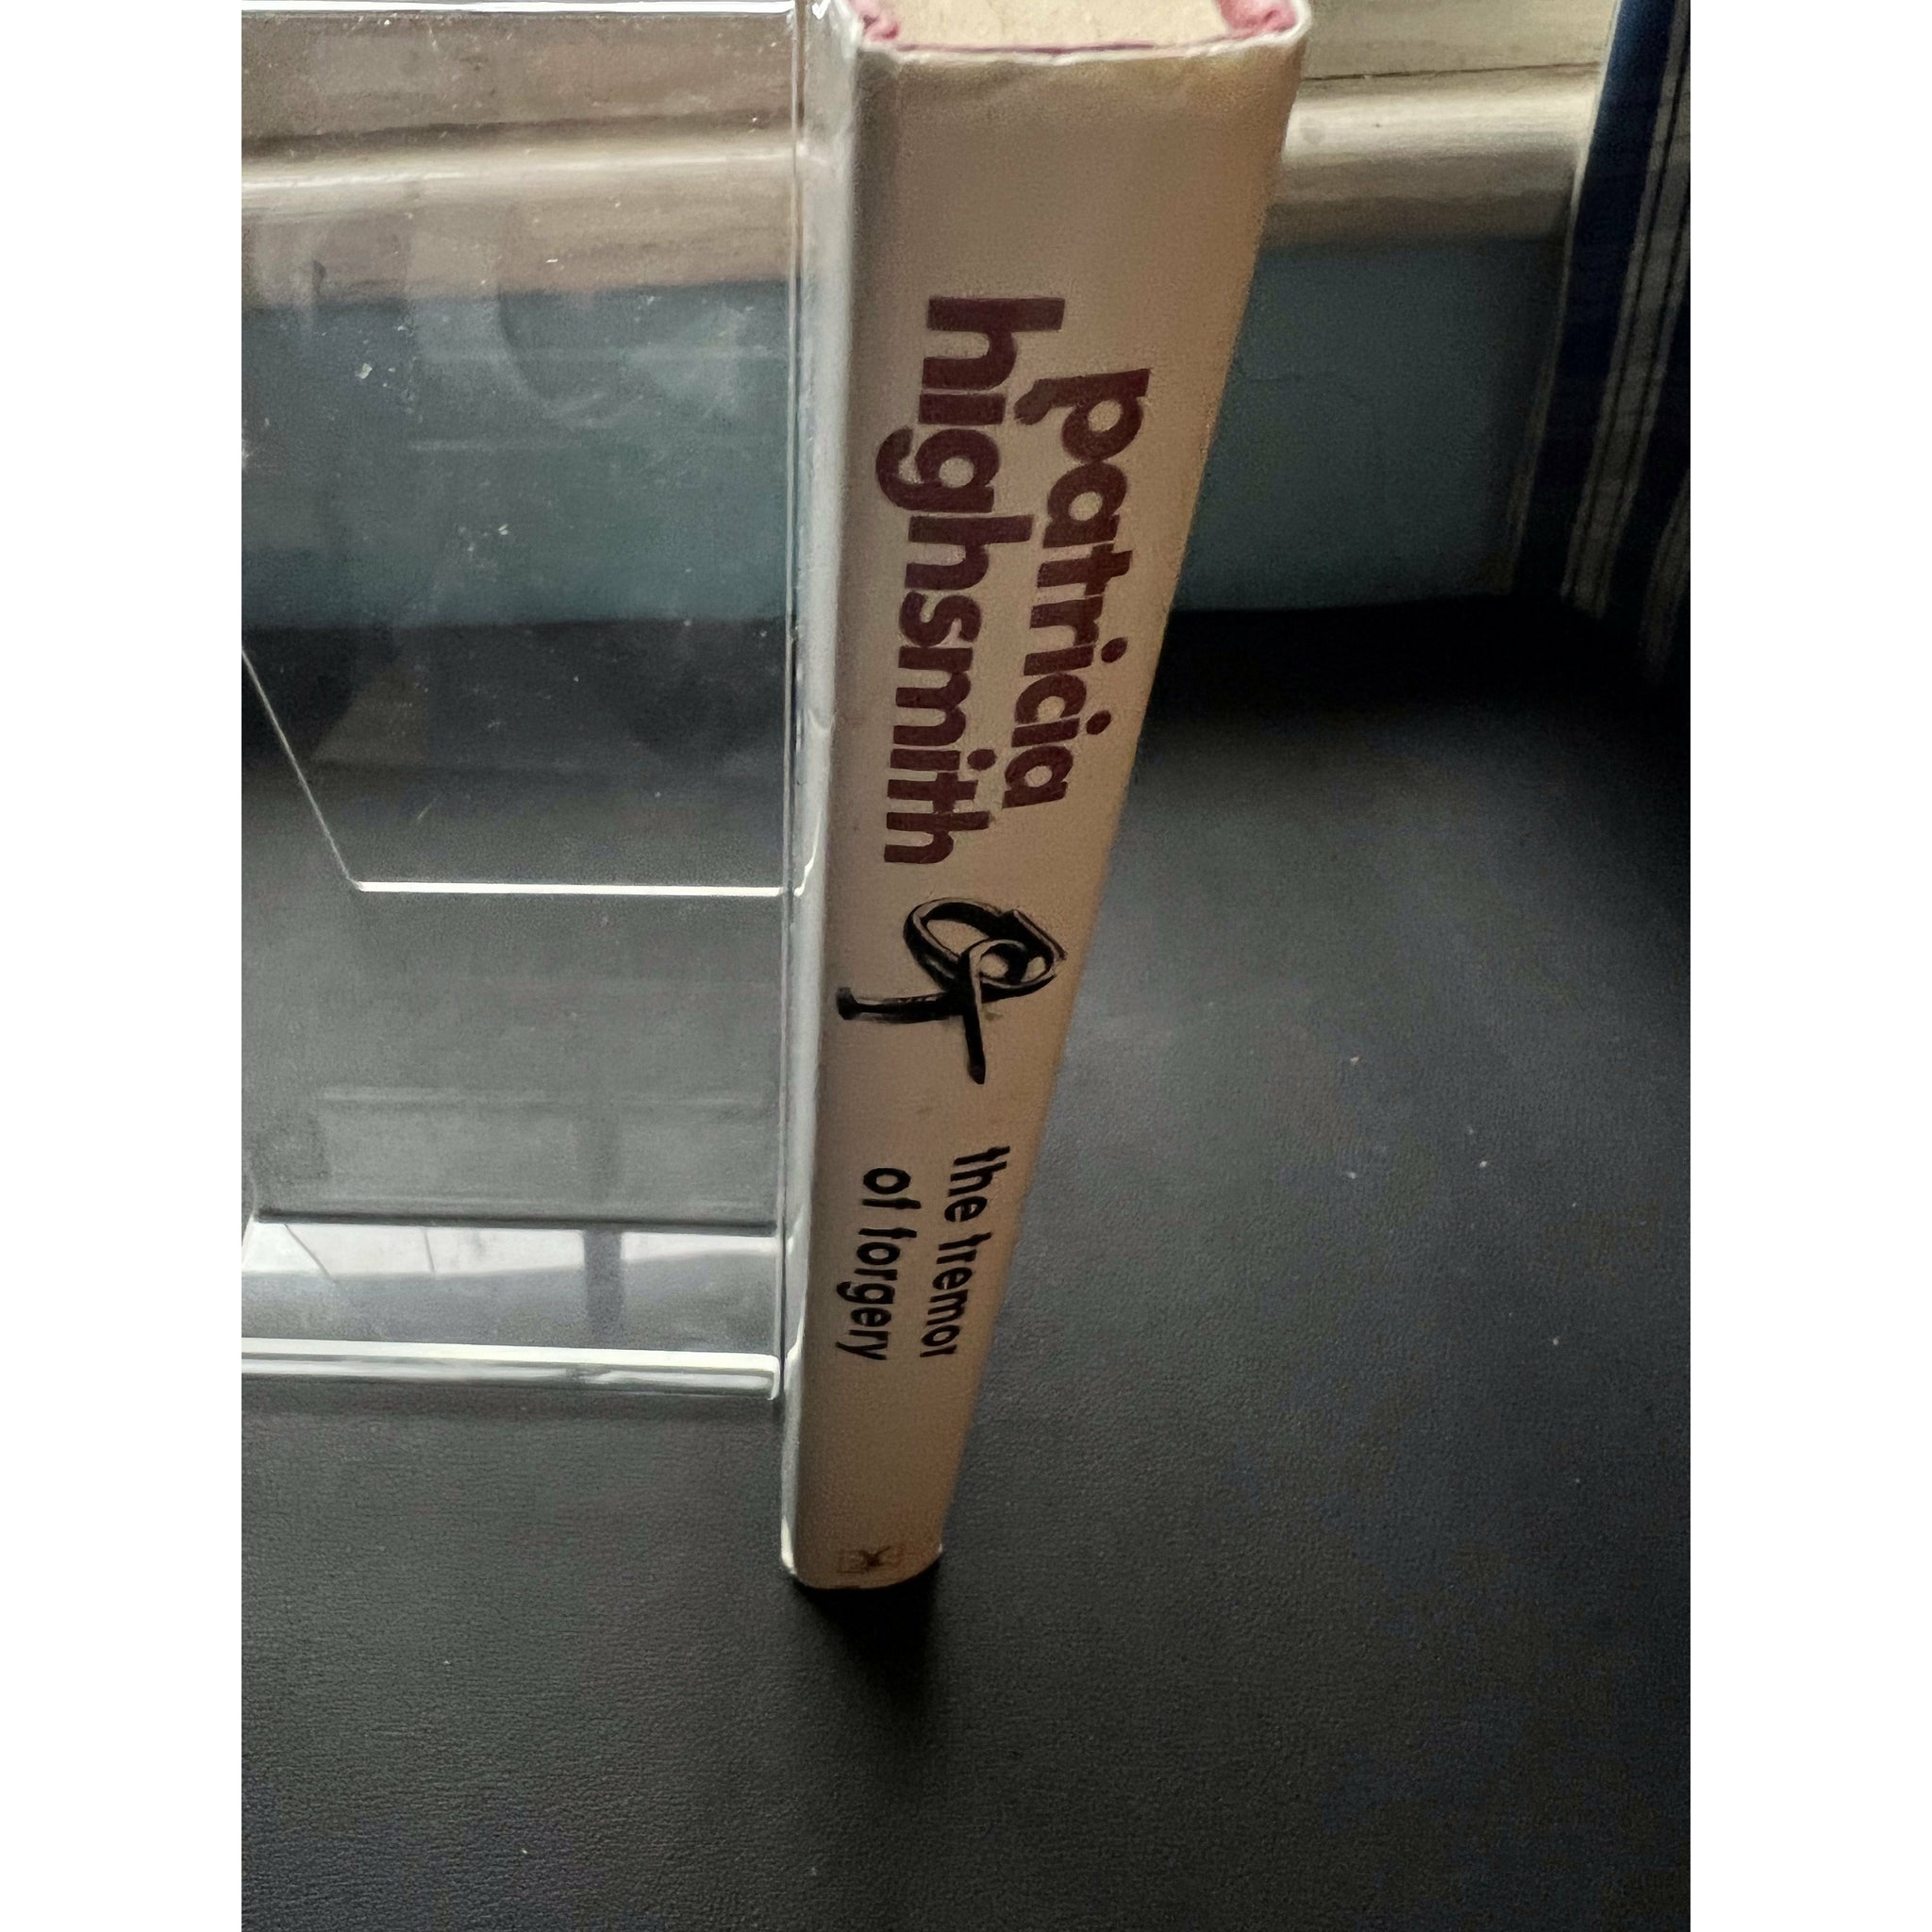 patricia
highsmith
the tremor
of forgery